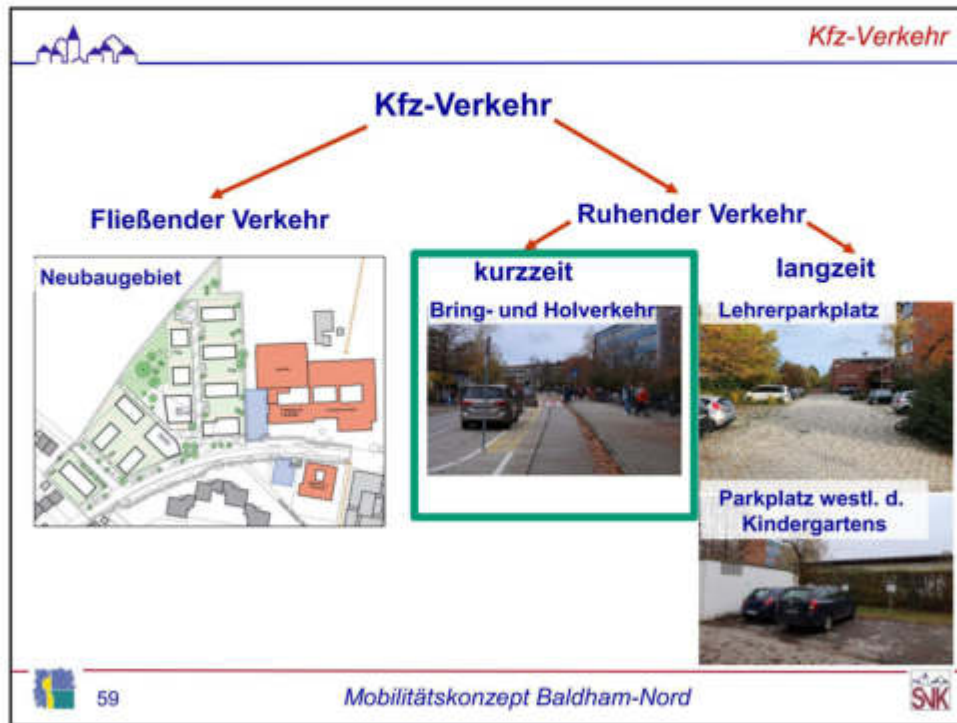 Kfz-Verkehr
Kfz-Verkehr
Fließender Verkehr
Ruhender Verkehr
Neubaugebiet
kurzzeit
Bring- und Holverkehr
langzeit
Lehrerparkplatz
Parkplatz westl. d.
Kindergartens
59
Mobilitätskonzept Baldham-Nord
SVK